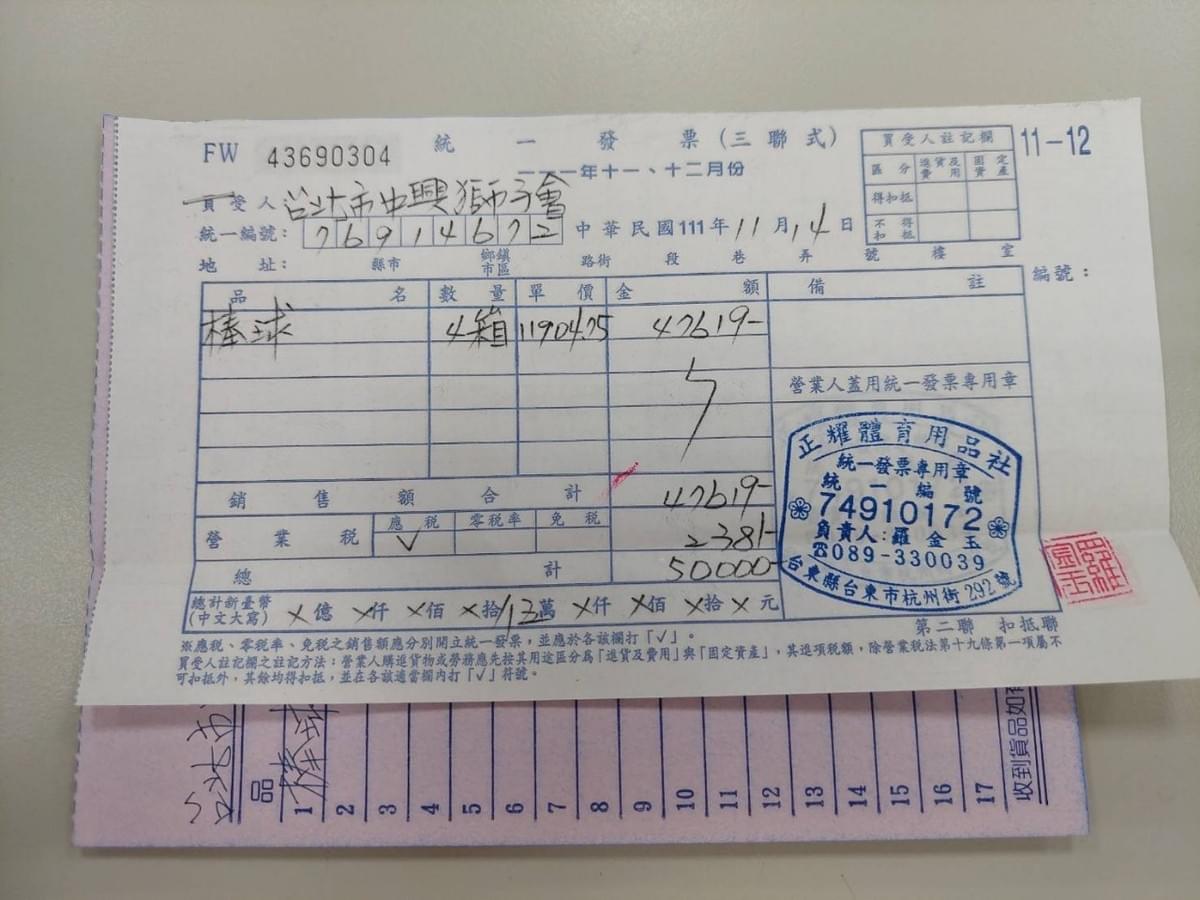 FW 43690304 統一發票(三聯式)
一一一年十一、十二月份
11-12
買受人註記欄
區分 進貨及費用 固定資產
得扣抵
不得扣抵
買受人 台北市中興獅子會
統一編號: 76914672 中華民國111年11月14日
地址: 縣市 鄉鎮市區 路街 段 巷 弄 號 樓 室
編號:
品名 數量 單價 金額 備註
棒球 4箱 11904.75 47619-
營業人蓋用統一發票專用章
正耀體育用品社
統一發票專用章
統一編號
74910172
負責人:羅金玉
☎089-330039
台東縣台東市杭州街292號
銷售額合計 47619-
營業稅 應稅 ✓ 零稅率 免稅 2381-
總計 50000-
總計新臺幣(中文大寫) ×億×仟×佰×拾伍萬×仟×佰×拾×元
第二聯 扣抵聯
※應稅、零稅率、免稅之銷售額應分別開立統一發票,並應於各該欄打「✓」。
買受人註記欄之註記方法:營業人購進貨物或勞務應先按其用途區分為「進貨及費用」與「固定資產」,其進項稅額,除營業稅法第十九條第一項屬不
可扣抵外,其餘均得扣抵,並在各該適當欄內打「✓」符號。
台北市
品
棒球
1 2 3 4 5 6 7 8 9 10 11 12 13 14 15 16 17
收到貨品如